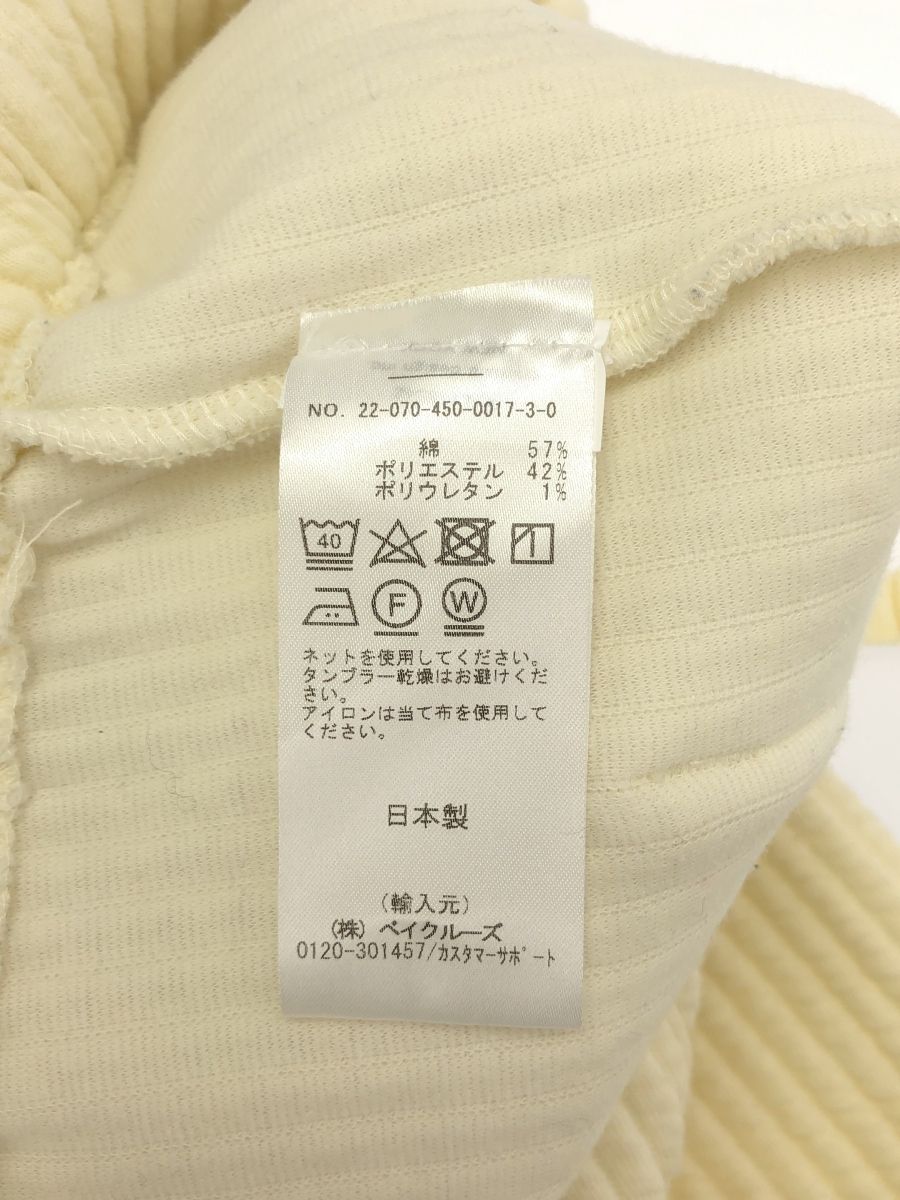 NO. 22-070-450-0017-3-0
綿 57%
ポリエステル 42%
ポリウレタン 1%
40
F W
ネットを使用してください。
タンブラー乾燥はお避けくだ
さい。
アイロンは当て布を使用して
ください。
日本製
(輸入元)
(株) ベイクルーズ
0120-301457/ｶｽﾀﾏｰｻﾎﾟｰﾄ